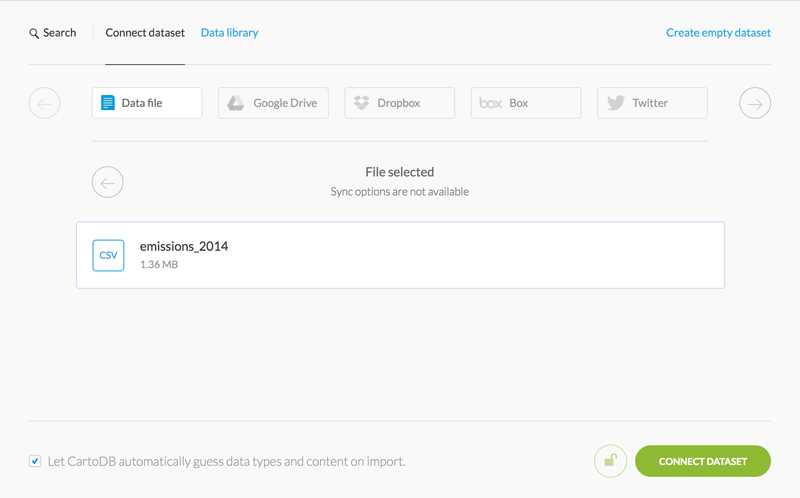 Search Connect dataset Data library Create empty dataset
Data file Google Drive Dropbox box Box Twitter
File selected
Sync options are not available
CSV emissions_2014
1.36 MB
Let CartoDB automatically guess data types and content on import. CONNECT DATASET